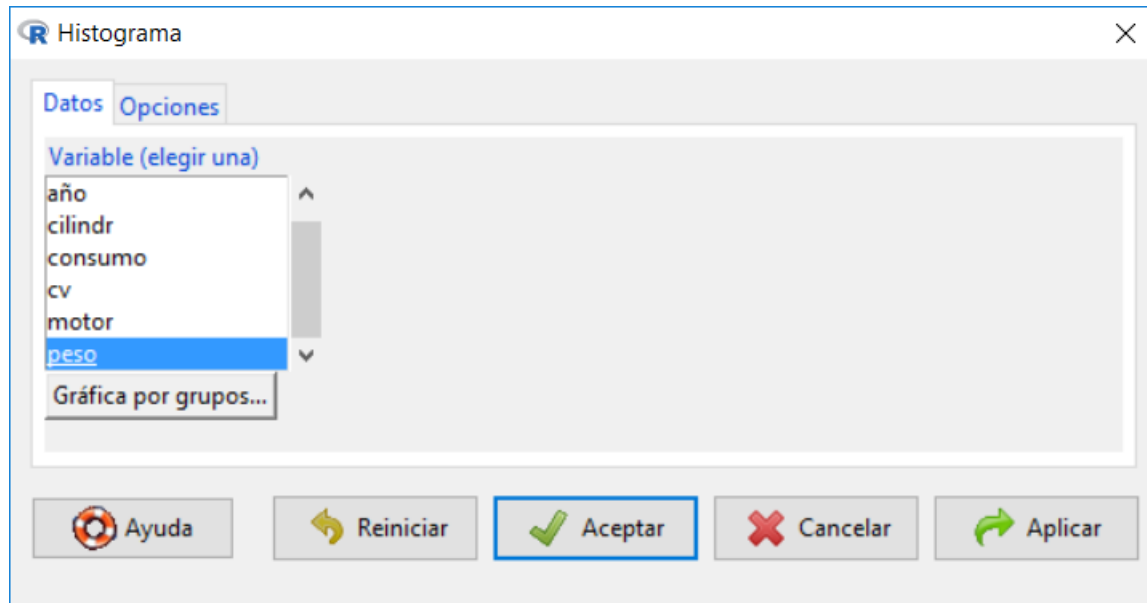 Histograma
Datos Opciones
Variable (elegir una)
año
cilindr
consumo
cv
motor
peso
Gráfica por grupos...
Ayuda Reiniciar Aceptar Cancelar Aplicar